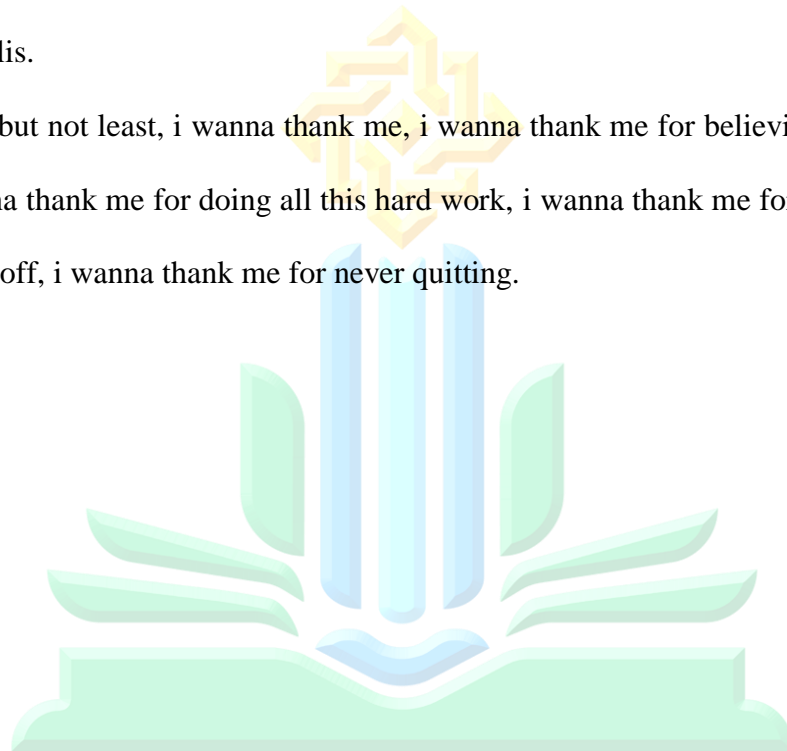 lis.
but not least, i wanna thank me, i wanna thank me for believi
na thank me for doing all this hard work, i wanna thank me for
off, i wanna thank me for never quitting.